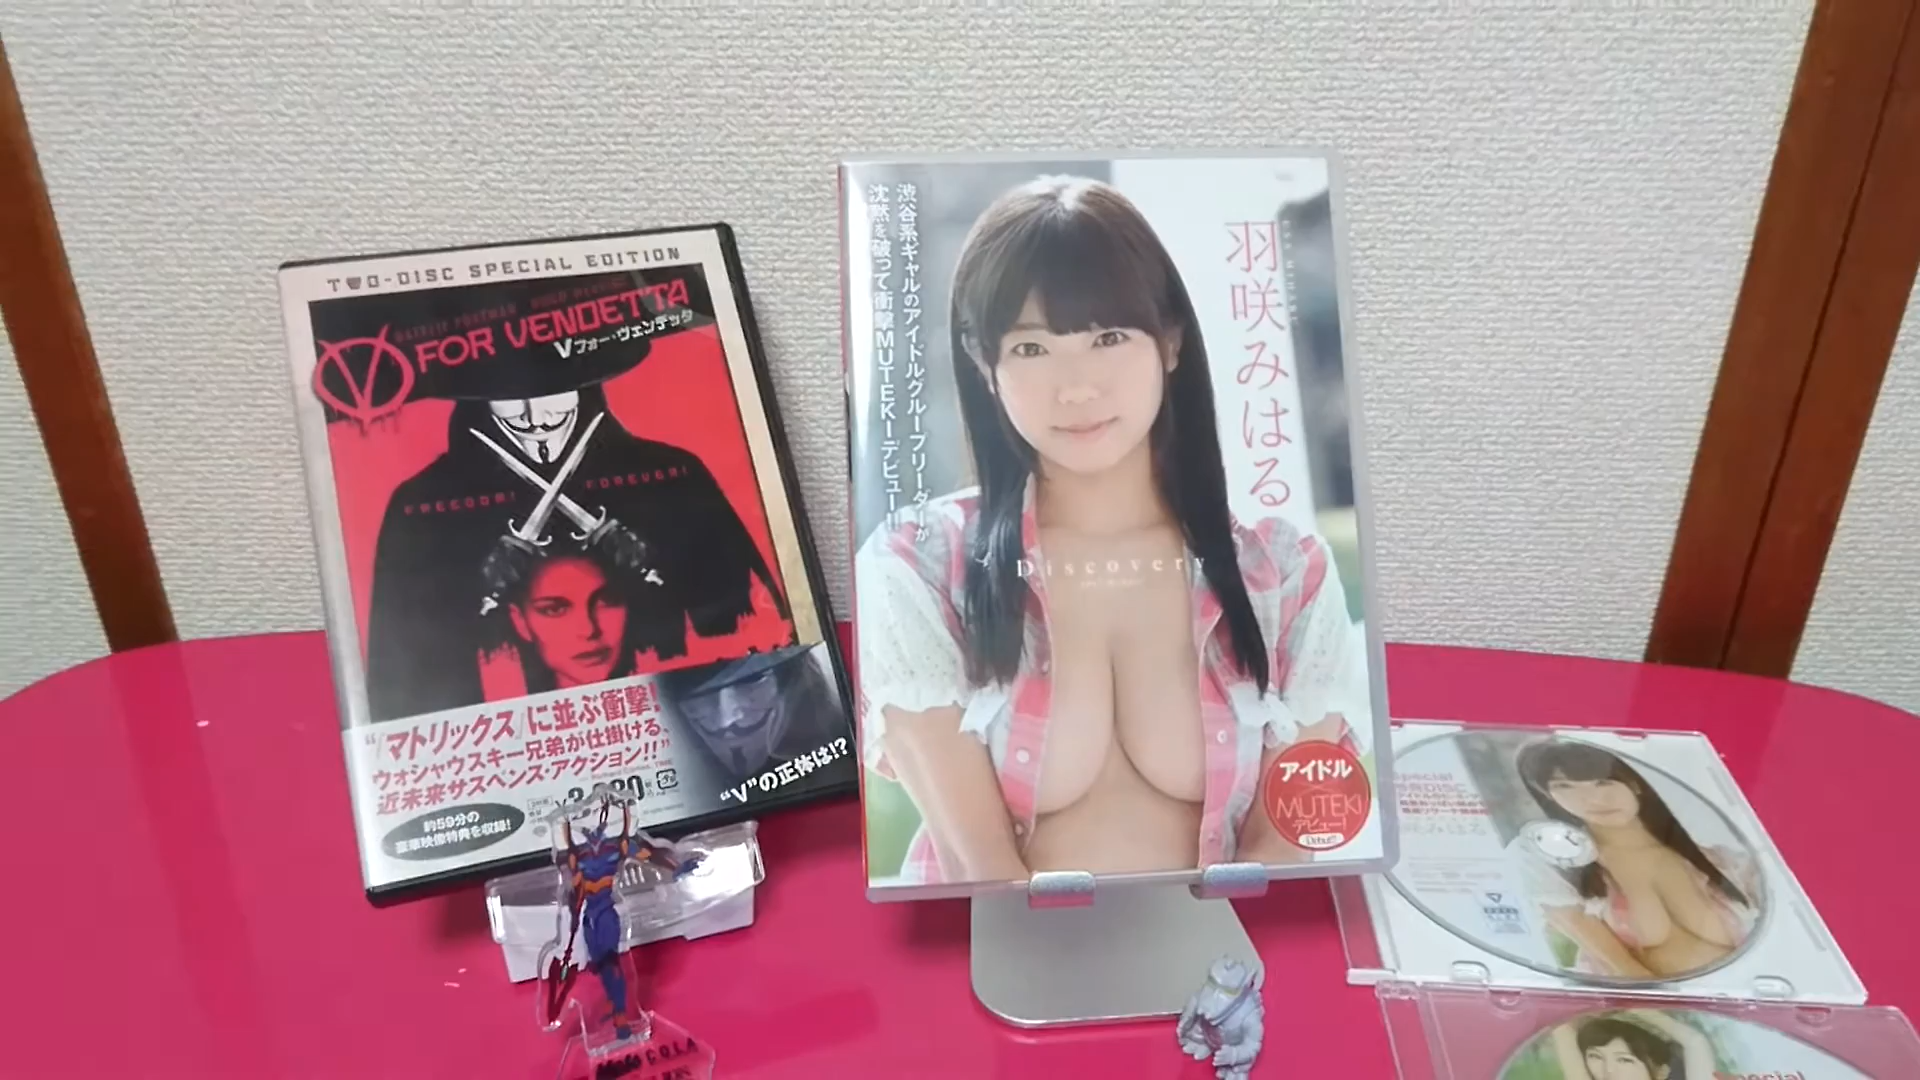 TWO-DISC SPECIAL EDITION
V FOR VENDETTA
Vフォー・ヴェンデッタ
FREEDOM! FOREVER!
“「マトリックス」に並ぶ衝撃!
ウォシャウスキー兄弟が仕掛ける、
近未来サスペンス・アクション!!”
“V”の正体は!?
約59分の
豪華映像特典を収録!
渋谷系ギャルのアイドルグループリーダーが
沈黙を破って衝撃MUTEKIデビュー!!
羽咲みはる
Discovery
アイドル
MUTEKI
デビュー!
Debut!!
Special
DISC
Special
COLA